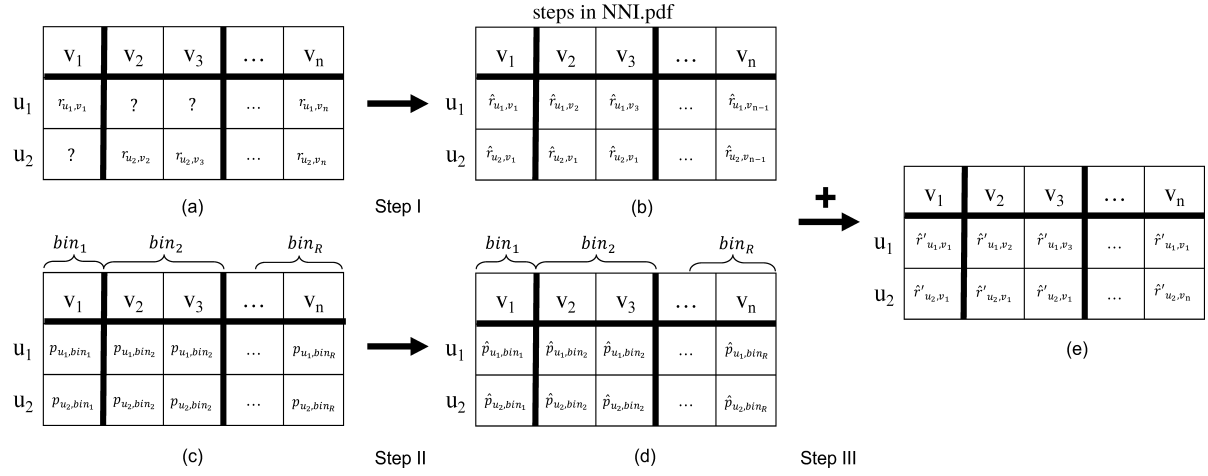 steps in NNI.pdf
v₁ v₂ v₃ … vₙ
u₁ r_{u₁,v₁} ? ? … r_{u₁,vₙ}
u₂ ? r_{u₂,v₂} r_{u₂,v₃} … r_{u₂,vₙ}
(a)
Step I
v₁ v₂ v₃ … vₙ
u₁ r̂_{u₁,v₁} r̂_{u₁,v₂} r̂_{u₁,v₃} … r̂_{u₁,vₙ₋₁}
u₂ r̂_{u₂,v₁} r̂_{u₂,v₁} r̂_{u₂,v₁} … r̂_{u₂,vₙ₋₁}
(b)
bin₁ bin₂ bin_R
v₁ v₂ v₃ … vₙ
u₁ p_{u₁,bin₁} p_{u₁,bin₂} p_{u₁,bin₂} … p_{u₁,bin_R}
u₂ p_{u₂,bin₁} p_{u₂,bin₂} p_{u₂,bin₂} … p_{u₂,bin_R}
(c)
Step II
bin₁ bin₂ bin_R
v₁ v₂ v₃ … vₙ
u₁ p̂_{u₁,bin₁} p̂_{u₁,bin₂} p̂_{u₁,bin₂} … p̂_{u₁,bin_R}
u₂ p̂_{u₂,bin₁} p̂_{u₂,bin₂} p̂_{u₂,bin₂} … p̂_{u₂,bin_R}
(d)
+
Step III
v₁ v₂ v₃ … vₙ
u₁ r̂′_{u₁,v₁} r̂′_{u₁,v₂} r̂′_{u₁,v₃} … r̂′_{u₁,v₁}
u₂ r̂′_{u₂,v₁} r̂′_{u₂,v₁} r̂′_{u₂,v₁} … r̂′_{u₂,vₙ}
(e)